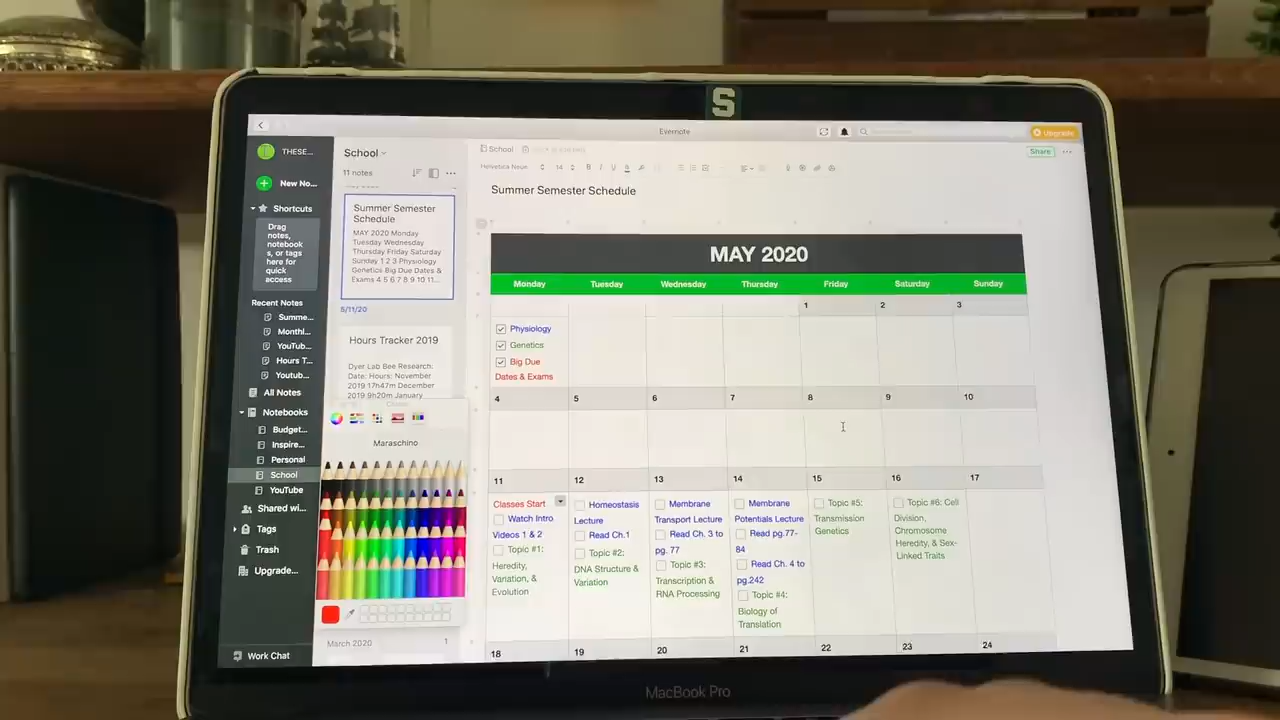 S
Evernote
Upgrade
THESE...
School
School
Share
11 notes
Helvetica Neue
14
B I U
New No...
Summer Semester Schedule
Shortcuts
Drag
notes,
notebook
s, or tags
here for
quick
access
Summer Semester
Schedule
MAY 2020 Monday
Tuesday Wednesday
Thursday Friday Saturday
Sunday 1 2 3 Physiology
Genetics Big Due Dates &
Exams 4 5 6 7 8 9 10 11...
5/11/20
Recent Notes
Summe...
Monthl...
YouTub...
Hours T...
Youtub...
All Notes
Notebooks
Budget...
Inspire...
Personal
School
YouTube
Shared wi...
Tags
Trash
Upgrade...
Work Chat
Hours Tracker 2019
Dyer Lab Bee Research:
Date: Hours: November
2019 17h47m December
2019 9h20m January
Maraschino
March 2020
1
MAY 2020
Monday Tuesday Wednesday Thursday Friday Saturday Sunday
1 2 3
Physiology
Genetics
Big Due
Dates & Exams
4 5 6 7 8 9 10
11 12 13 14 15 16 17
Classes Start
Watch Intro
Videos 1 & 2
Topic #1:
Heredity,
Variation, &
Evolution
Homeostasis
Lecture
Read Ch.1
Topic #2:
DNA Structure &
Variation
Membrane
Transport Lecture
Read Ch. 3 to
pg. 77
Topic #3:
Transcription &
RNA Processing
Membrane
Potentials Lecture
Read pg.77-
84
Read Ch. 4 to
pg.242
Topic #4:
Biology of
Translation
Topic #5:
Transmission
Genetics
Topic #6: Cell
Division,
Chromosome
Heredity, & Sex-
Linked Traits
18 19 20 21 22 23 24
MacBook Pro